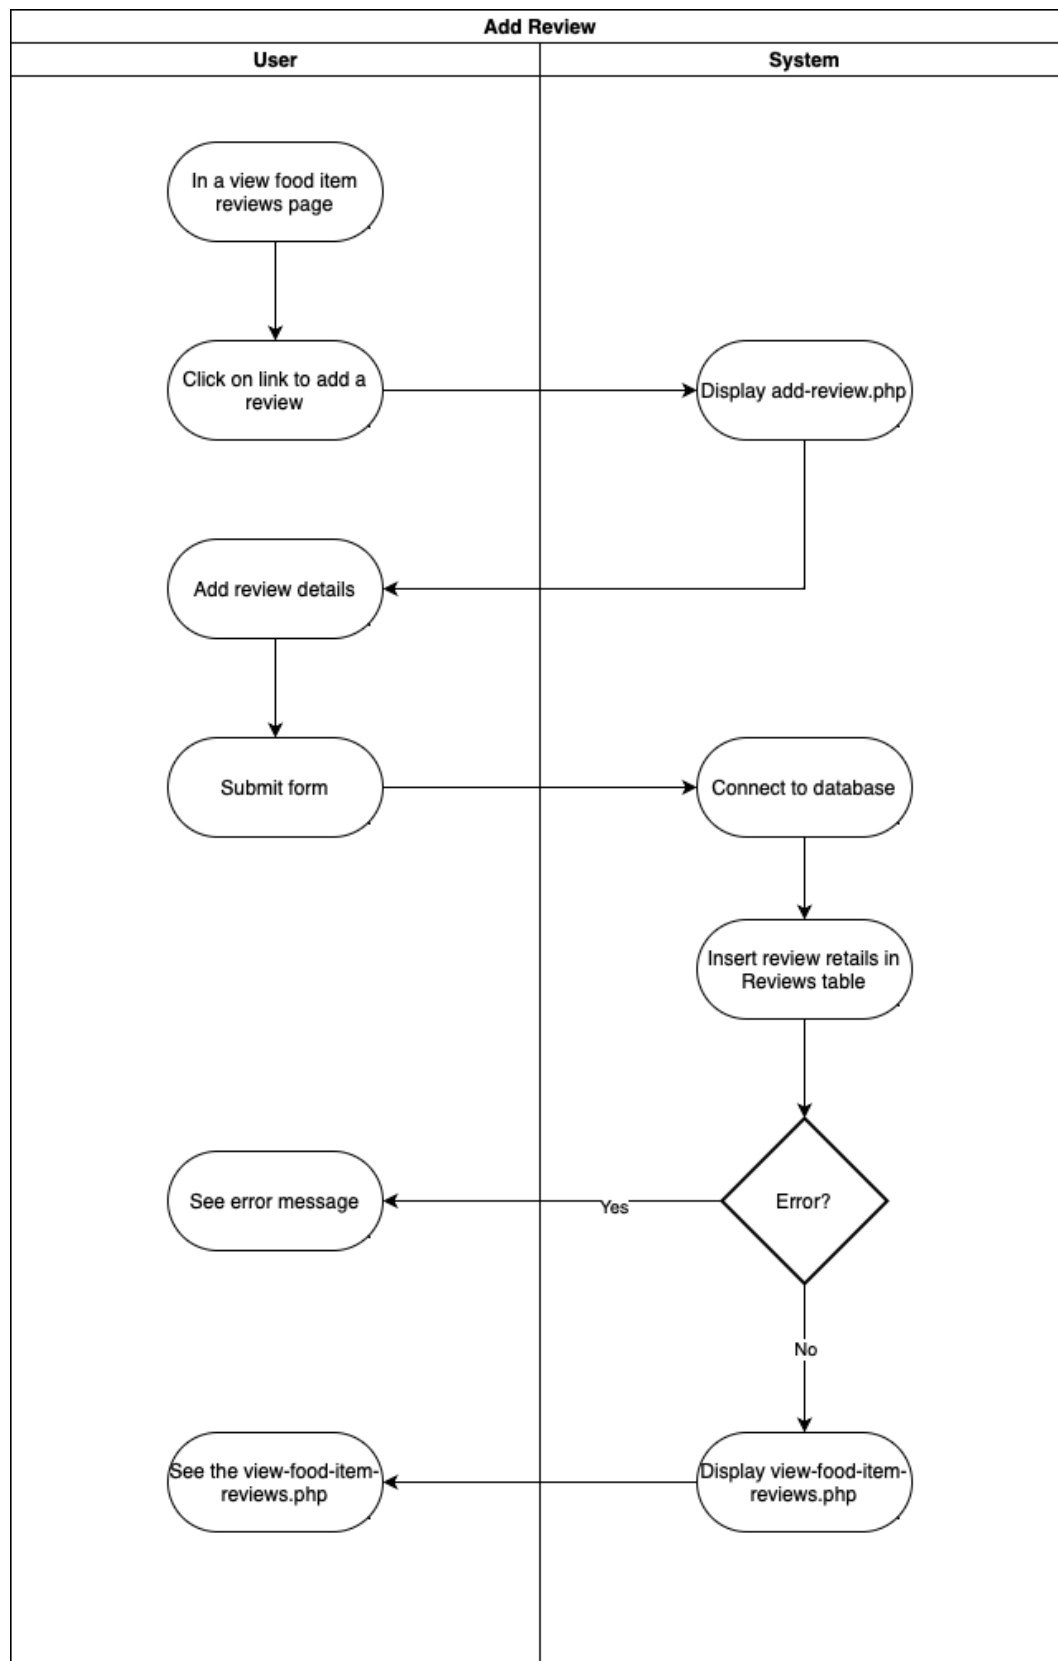 Add Review
User
System
In a view food item
reviews page
Click on link to add a
review
Display add-review.php
Add review details
Submit form
Connect to database
Insert review retails in
Reviews table
Error?
Yes
See error message
No
Display view-food-item-
reviews.php
See the view-food-item-
reviews.php